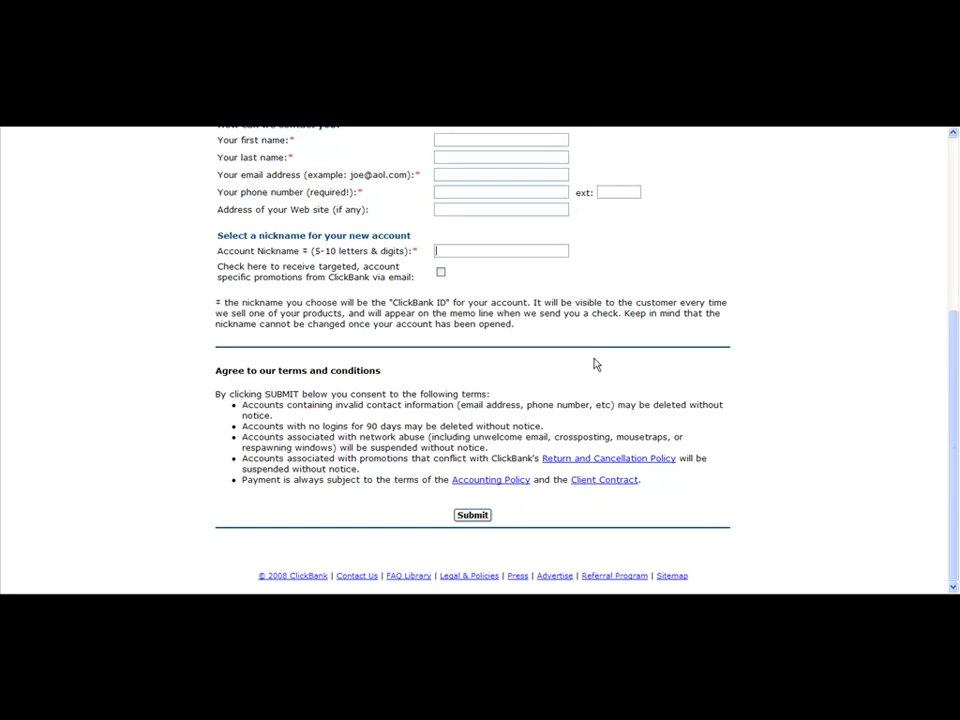 Your first name:*
Your last name:*
Your email address (example: joe@aol.com):*
Your phone number (required!):* ext:
Address of your Web site (if any):
Select a nickname for your new account
Account Nickname ‡ (5-10 letters & digits):*
Check here to receive targeted, account
specific promotions from ClickBank via email:
‡ the nickname you choose will be the "ClickBank ID" for your account. It will be visible to the customer every time
we sell one of your products, and will appear on the memo line when we send you a check. Keep in mind that the
nickname cannot be changed once your account has been opened.
Agree to our terms and conditions
By clicking SUBMIT below you consent to the following terms:
• Accounts containing invalid contact information (email address, phone number, etc) may be deleted without
notice.
• Accounts with no logins for 90 days may be deleted without notice.
• Accounts associated with network abuse (including unwelcome email, crossposting, mousetraps, or
respawning windows) will be suspended without notice.
• Accounts associated with promotions that conflict with ClickBank's Return and Cancellation Policy will be
suspended without notice.
• Payment is always subject to the terms of the Accounting Policy and the Client Contract.
Submit
© 2008 ClickBank | Contact Us | FAQ Library | Legal & Policies | Press | Advertise | Referral Program | Sitemap